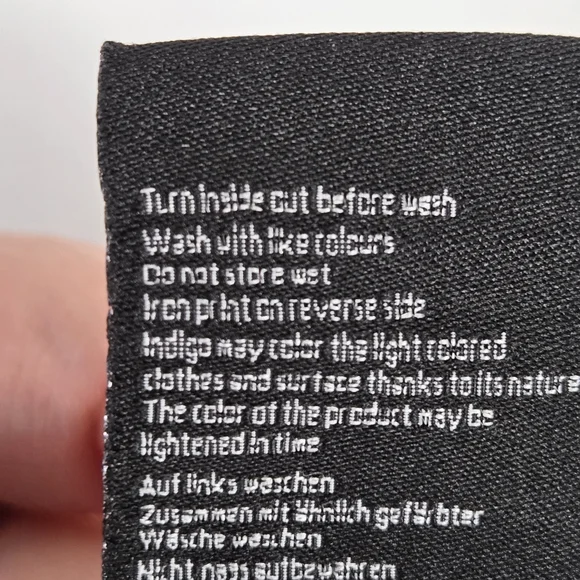 Turn inside out before wash
Wash with like colours
Do not store wet
Iron print on reverse side
Indigo may color the light colored
clothes and surface thanks to its nature
The color of the product may be
lightened in time
Auf links waschen
Zusammen mit ähnlich gefärbter
Wäsche waschen
Nicht nass aufbewahren